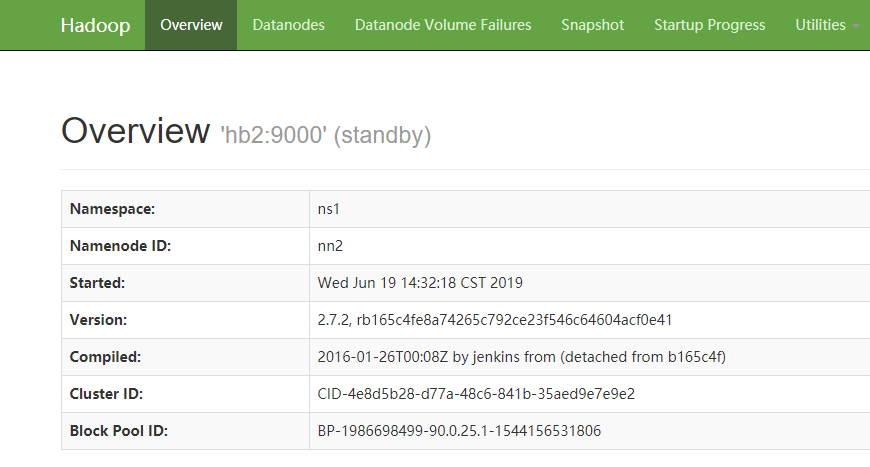 Hadoop Overview Datanodes Datanode Volume Failures Snapshot Startup Progress Utilities
Overview 'hb2:9000' (standby)
Namespace: ns1
Namenode ID: nn2
Started: Wed Jun 19 14:32:18 CST 2019
Version: 2.7.2, rb165c4fe8a74265c792ce23f546c64604acf0e41
Compiled: 2016-01-26T00:08Z by jenkins from (detached from b165c4f)
Cluster ID: CID-4e8d5b28-d77a-48c6-841b-35aed9e7e9e2
Block Pool ID: BP-1986698499-90.0.25.1-1544156531806